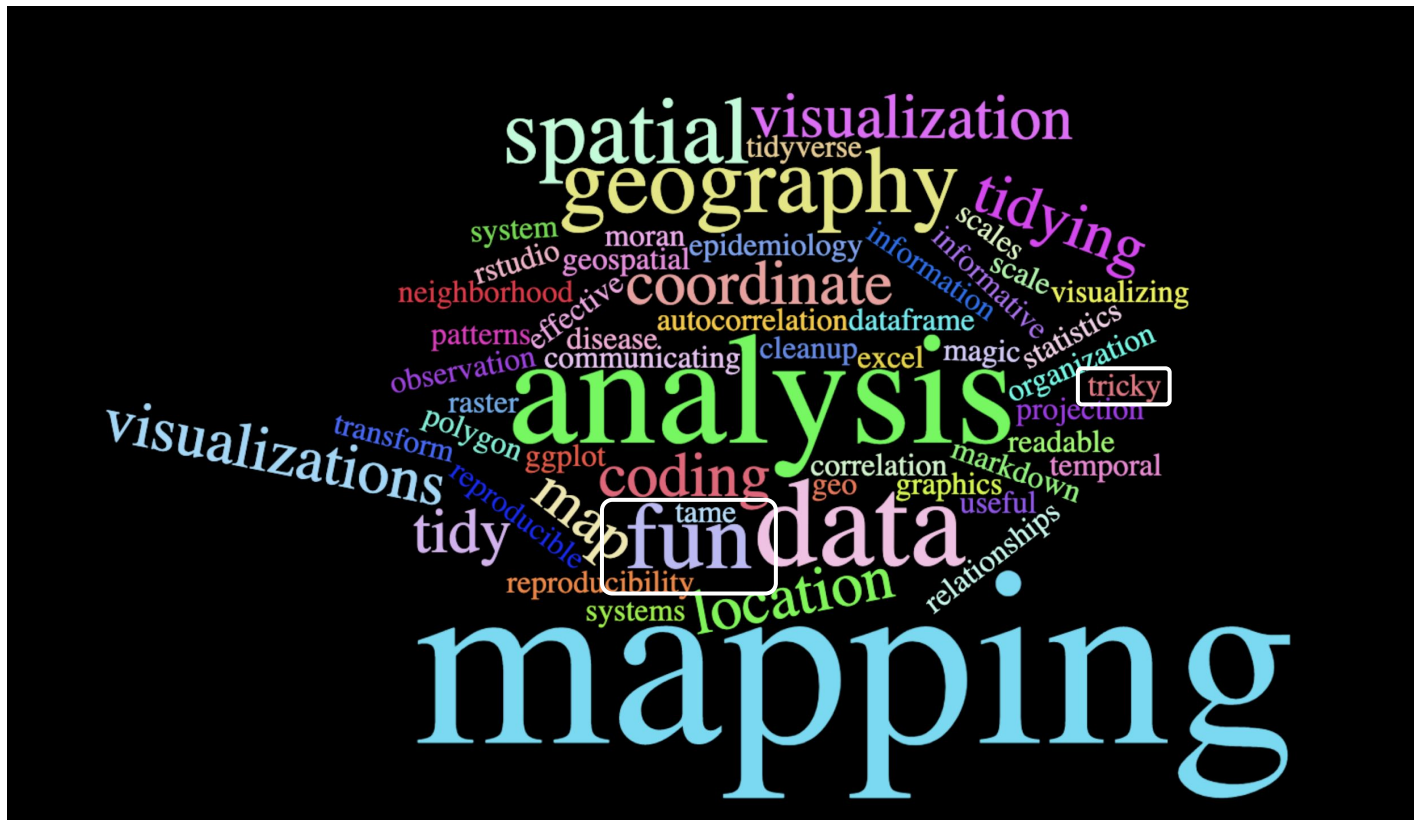 spatial
visualization
tidyverse
geography
tidying
system
moran
epidemiology
information
informative
scales
rstudio
geospatial
scale
neighborhood
effective
coordinate
visualizing
patterns
disease
autocorrelation
dataframe
statistics
observation
communicating
cleanup
excel
magic
organization
analysis
tricky
raster
projection
visualizations
transform
polygon
ggplot
readable
coding
correlation
markdown
temporal
reproducible
map
geo
graphics
useful
tidy
tame
fun
data
relationships
reproducibility
systems
location
mapping